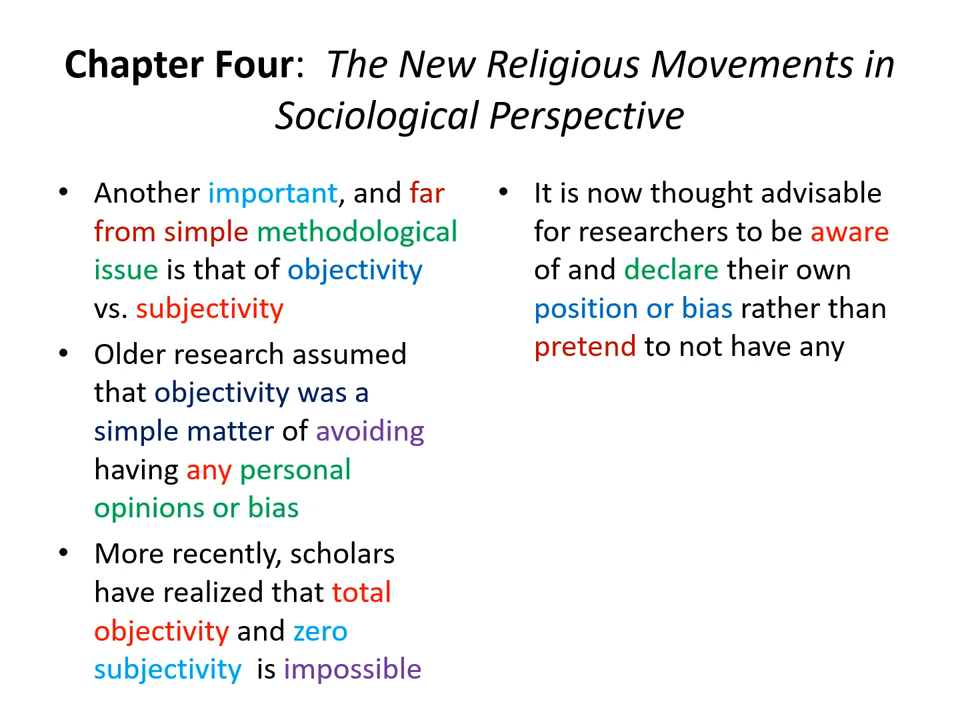 Chapter Four:  The New Religious Movements in
Sociological Perspective
• Another important, and far
from simple methodological
issue is that of objectivity
vs. subjectivity
• Older research assumed
that objectivity was a
simple matter of avoiding
having any personal
opinions or bias
• More recently, scholars
have realized that total
objectivity and zero
subjectivity  is impossible
• It is now thought advisable
for researchers to be aware
of and declare their own
position or bias rather than
pretend to not have any